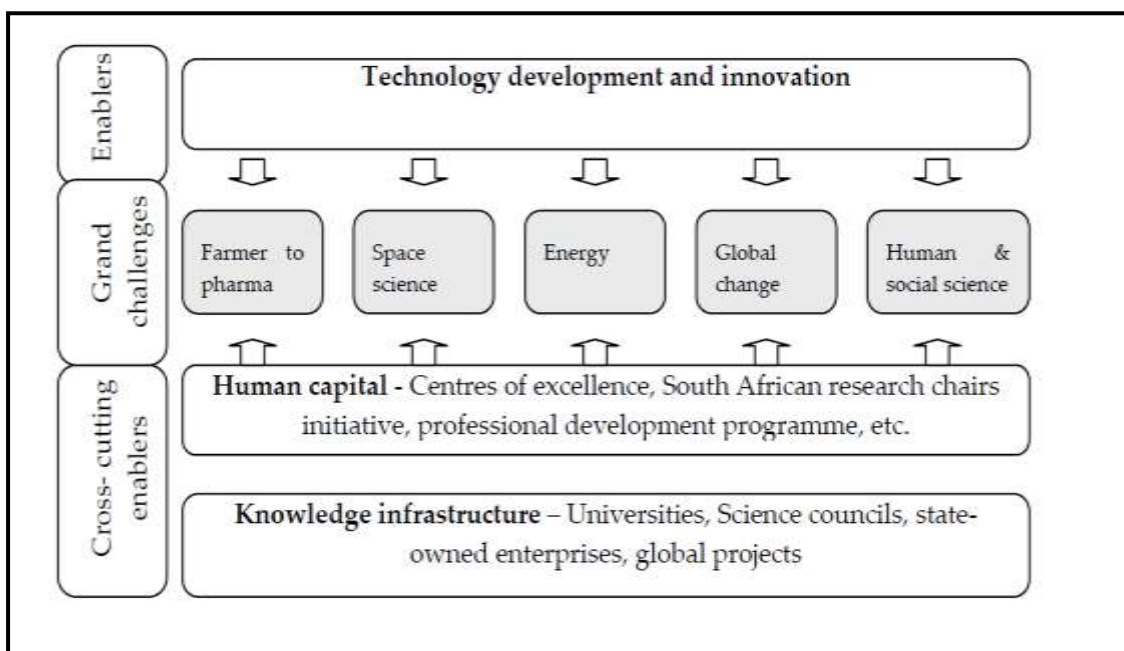 Enablers
Technology development and innovation
Grand
challenges
Farmer to
pharma
Space
science
Energy
Global
change
Human &
social science
Cross- cutting
enablers
Human capital - Centres of excellence, South African research chairs
initiative, professional development programme, etc.
Knowledge infrastructure – Universities, Science councils, state-
owned enterprises, global projects